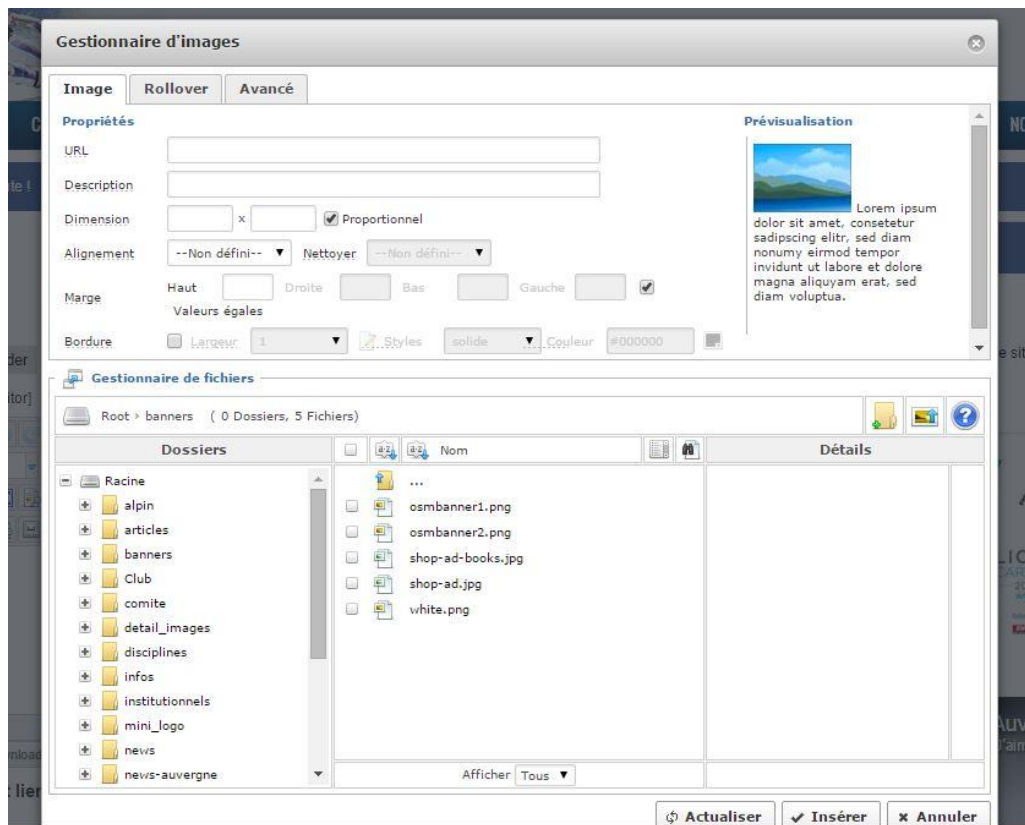 Gestionnaire d'images
Image Rollover Avancé
Propriétés
Prévisualisation
URL
Description
Dimension x Proportionnel
Alignement --Non défini-- Nettoyer --Non défini--
Marge Haut Droite Bas Gauche
Valeurs égales
Bordure Largeur 1 Styles solide Couleur #000000
Lorem ipsum
dolor sit amet, consetetur
sadipscing elitr, sed diam
nonumy eirmod tempor
invidunt ut labore et dolore
magna aliquyam erat, sed
diam voluptua.
Gestionnaire de fichiers
Root > banners ( 0 Dossiers, 5 Fichiers)
Dossiers
Nom
Détails
Racine
alpin
articles
banners
Club
comite
detail_images
disciplines
infos
institutionnels
mini_logo
news
news-auvergne
...
osmbanner1.png
osmbanner2.png
shop-ad-books.jpg
shop-ad.jpg
white.png
Afficher Tous
Actualiser Insérer Annuler